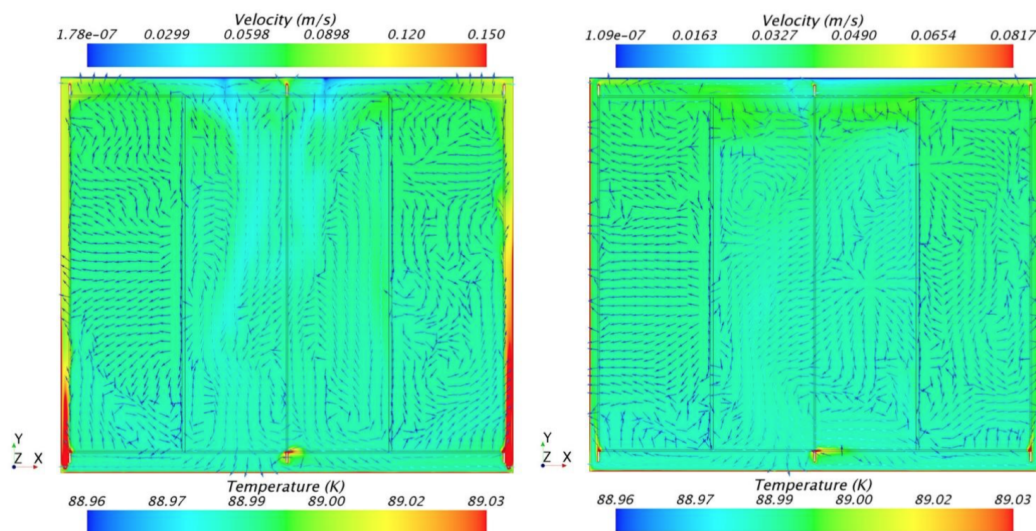 Velocity (m/s)
1.78e-07 0.0299 0.0598 0.0898 0.120 0.150
Y
Z X
Temperature (K)
88.96 88.97 88.99 89.00 89.02 89.03
Velocity (m/s)
1.09e-07 0.0163 0.0327 0.0490 0.0654 0.0817
Y
Z X
Temperature (K)
88.96 88.97 88.99 89.00 89.02 89.03